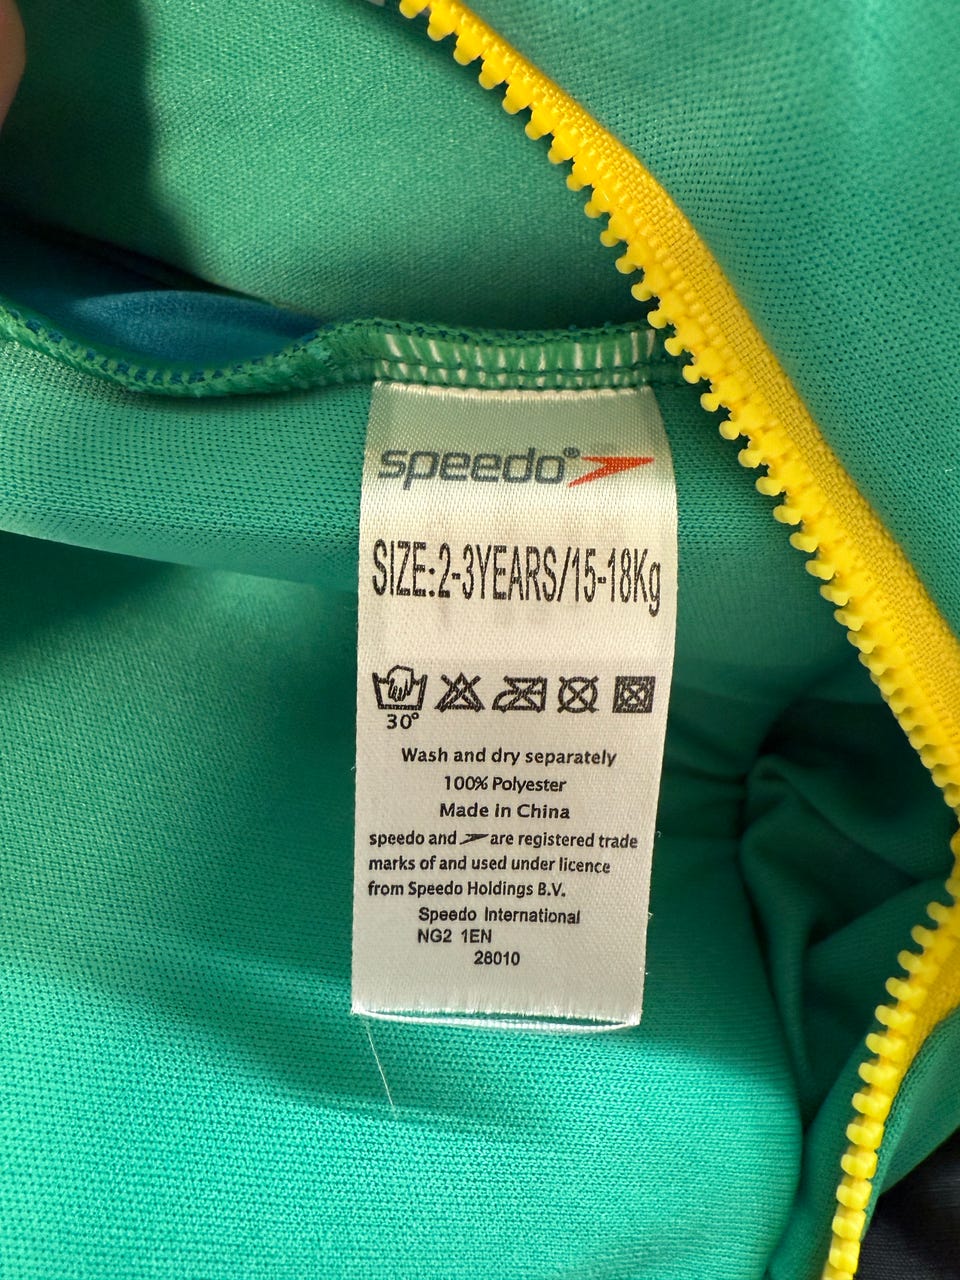 speedo®
SIZE:2-3YEARS/15-18Kg
30°
Wash and dry separately
100% Polyester
Made in China
speedo and are registered trade
marks of and used under licence
from Speedo Holdings B.V.
Speedo International
NG2 1EN
28010